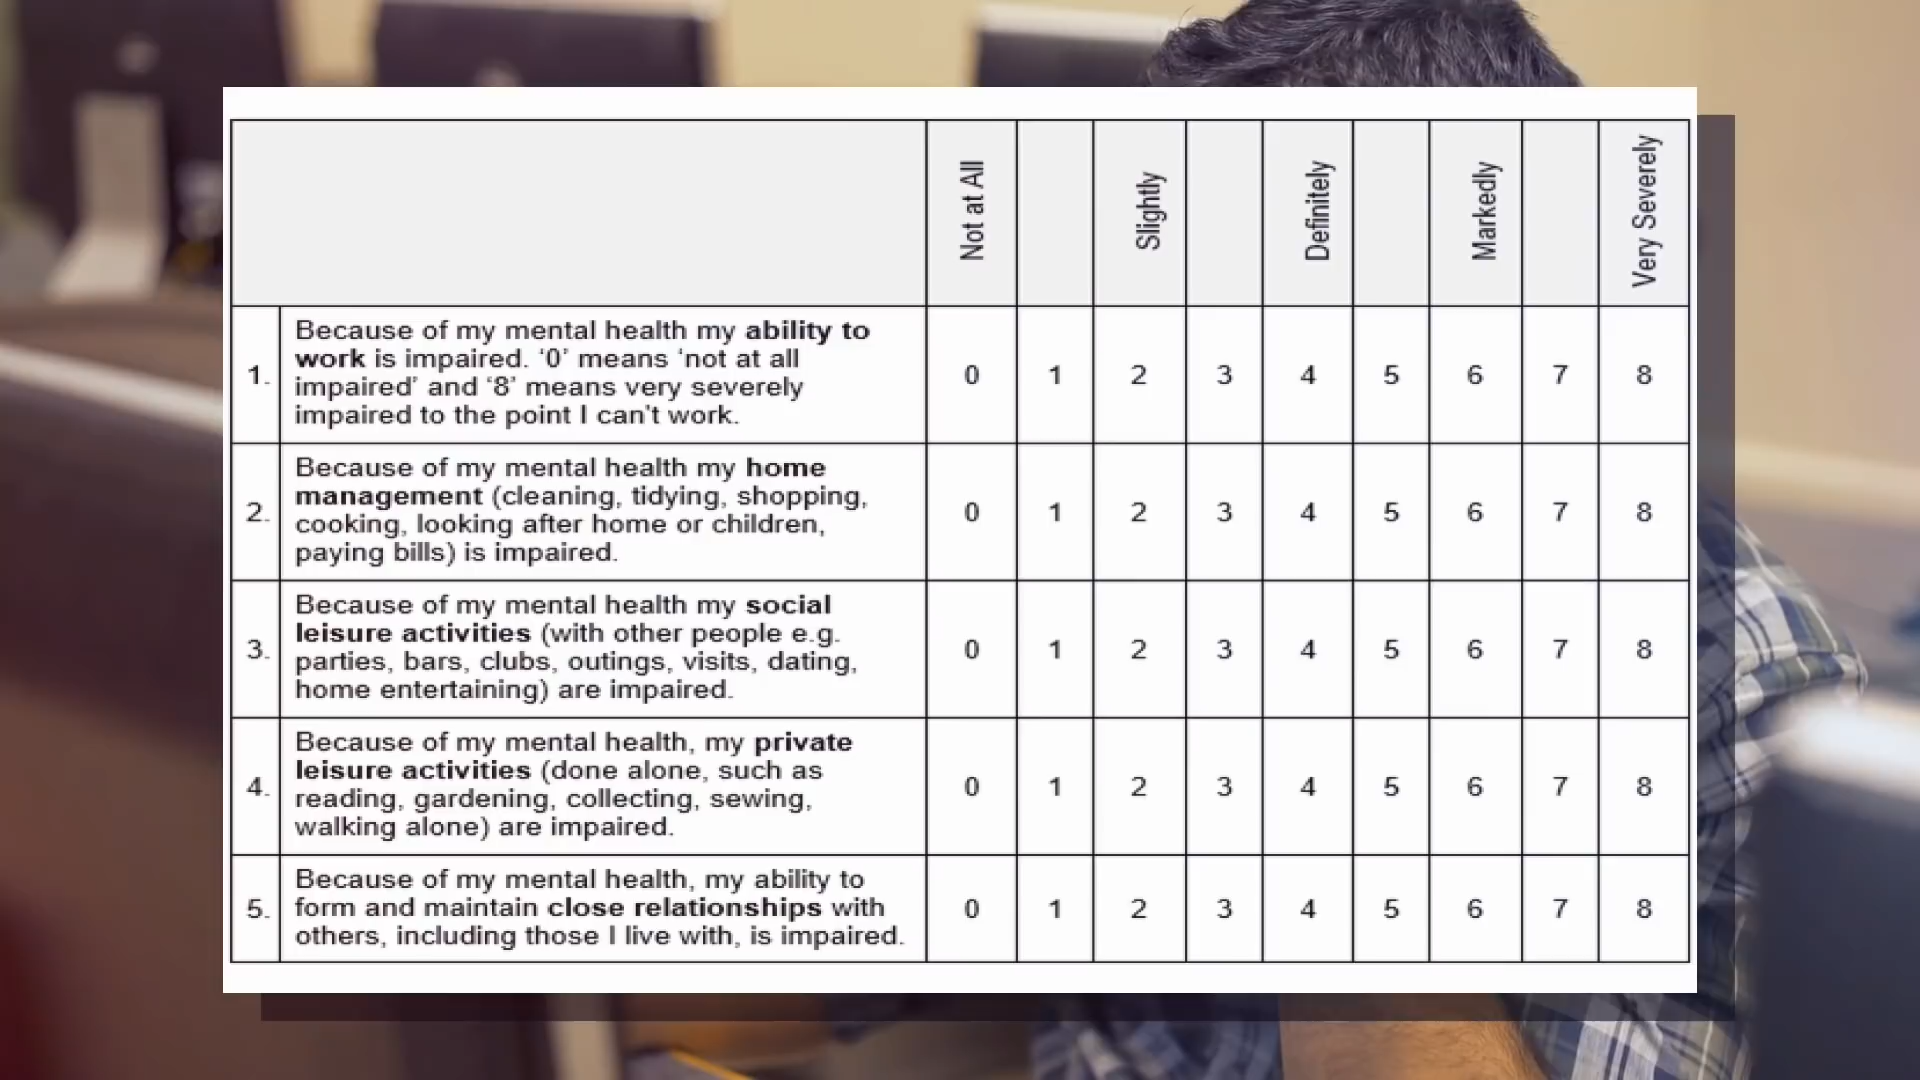 Not at All
Slightly
Definitely
Markedly
Very Severely
1. Because of my mental health my ability to
work is impaired. ‘0’ means ‘not at all
impaired’ and ‘8’ means very severely
impaired to the point I can't work.
0 1 2 3 4 5 6 7 8
2. Because of my mental health my home
management (cleaning, tidying, shopping,
cooking, looking after home or children,
paying bills) is impaired.
0 1 2 3 4 5 6 7 8
3. Because of my mental health my social
leisure activities (with other people e.g.
parties, bars, clubs, outings, visits, dating,
home entertaining) are impaired.
0 1 2 3 4 5 6 7 8
4. Because of my mental health, my private
leisure activities (done alone, such as
reading, gardening, collecting, sewing,
walking alone) are impaired.
0 1 2 3 4 5 6 7 8
5. Because of my mental health, my ability to
form and maintain close relationships with
others, including those I live with, is impaired.
0 1 2 3 4 5 6 7 8